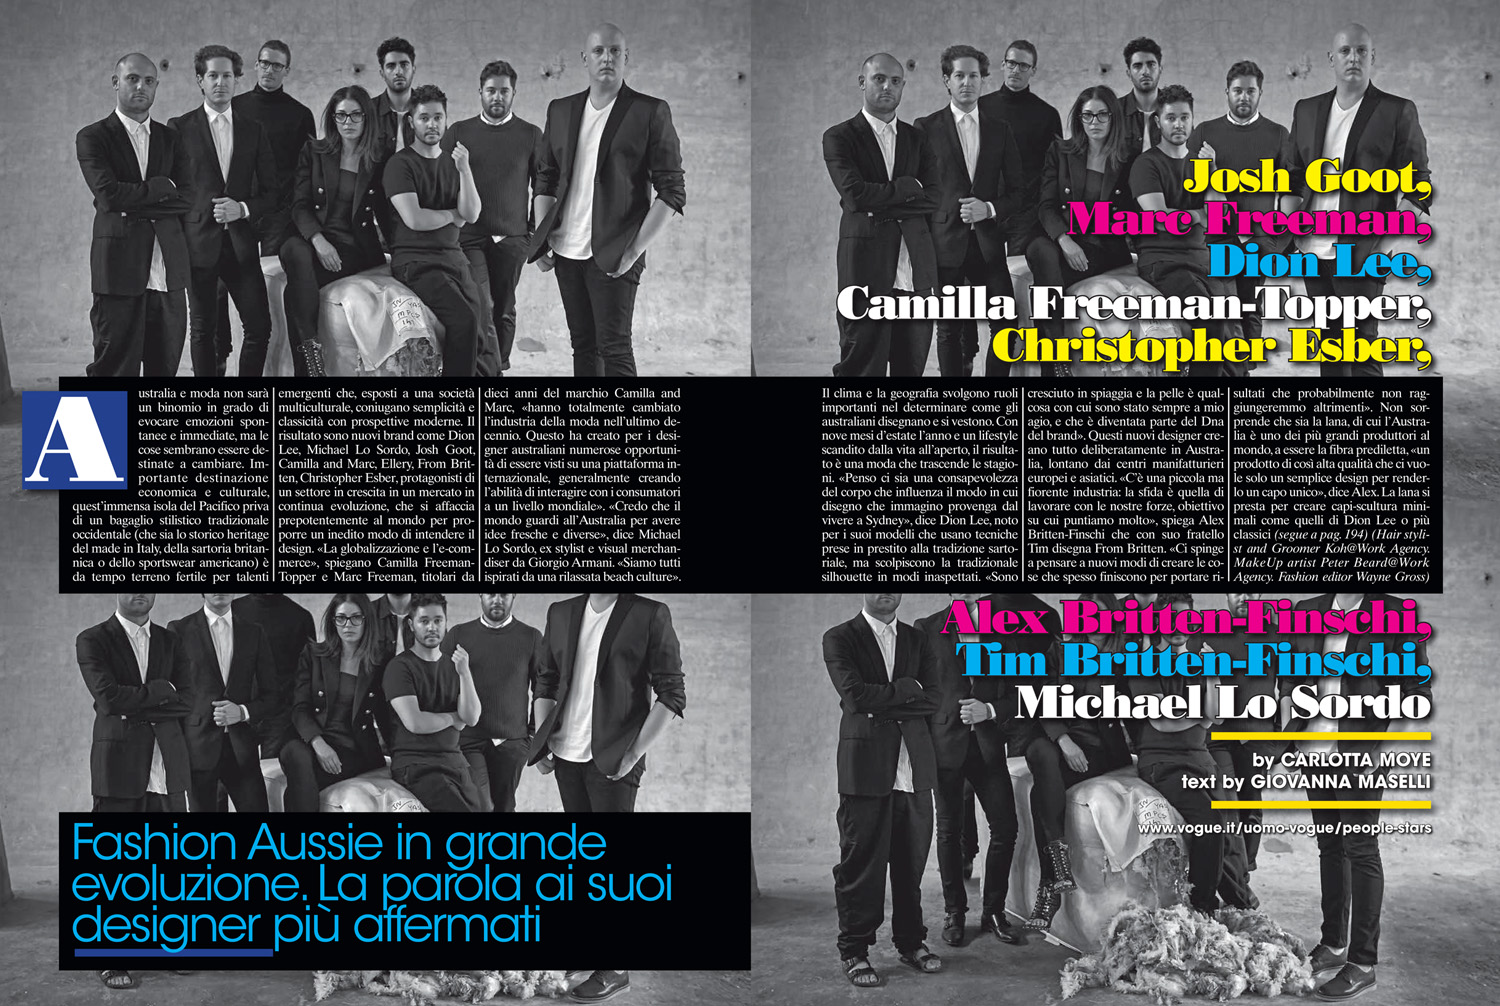 Josh Goot,
Marc Freeman,
Dion Lee,
Camilla Freeman-Topper,
Christopher Esber,
Australia e moda non sarà
un binomio in grado di
evocare emozioni spon-
tanee e immediate, ma le
cose sembrano essere de-
stinate a cambiare. Im-
portante destinazione
economica e culturale,
quest'immensa isola del Pacifico priva
di un bagaglio stilistico tradizionale
occidentale (che sia lo storico heritage
del made in Italy, della sartoria britan-
nica o dello sportswear americano) è
da tempo terreno fertile per talenti
emergenti che, esposti a una società
multiculturale, coniugano semplicità e
classicità con prospettive moderne. Il
risultato sono nuovi brand come Dion
Lee, Michael Lo Sordo, Josh Goot,
Camilla and Marc, Ellery, From Brit-
ten, Christopher Esber, protagonisti di
un settore in crescita in un mercato in
continua evoluzione, che si affaccia
prepotentemente al mondo per pro-
porre un inedito modo di intendere il
design. «La globalizzazione e l'e-com-
merce», spiegano Camilla Freeman-
Topper e Marc Freeman, titolari da
dieci anni del marchio Camilla and
Marc, «hanno totalmente cambiato
l'industria della moda nell'ultimo de-
cennio. Questo ha creato per i desi-
gner australiani numerose opportuni-
tà di essere visti su una piattaforma in-
ternazionale, generalmente creando
l'abilità di interagire con i consumatori
a un livello mondiale». «Credo che il
mondo guardi all'Australia per avere
idee fresche e diverse», dice Michael
Lo Sordo, ex stylist e visual merchan-
diser da Giorgio Armani. «Siamo tutti
ispirati da una rilassata beach culture».
Il clima e la geografia svolgono ruoli
importanti nel determinare come gli
australiani disegnano e si vestono. Con
nove mesi d'estate l'anno e un lifestyle
scandito dalla vita all'aperto, il risulta-
to è una moda che trascende le stagio-
ni. «Penso ci sia una consapevolezza
del corpo che influenza il modo in cui
disegno che immagino provenga dal
vivere a Sydney», dice Dion Lee, noto
per i suoi modelli che usano tecniche
prese in prestito alla tradizione sarto-
riale, ma scolpiscono la tradizionale
silhouette in modi inaspettati. «Sono
cresciuto in spiaggia e la pelle è qual-
cosa con cui sono stato sempre a mio
agio, e che è diventata parte del Dna
del brand». Questi nuovi designer cre-
ano tutto deliberatamente in Austra-
lia, lontano dai centri manifatturieri
europei e asiatici. «C'è una piccola ma
fiorente industria: la sfida è quella di
lavorare con le nostre forze, obiettivo
su cui puntiamo molto», spiega Alex
Britten-Finschi che con suo fratello
Tim disegna From Britten. «Ci spinge
a pensare a nuovi modi di creare le co-
se che spesso finiscono per portare ri-
sultati che probabilmente non rag-
giungeremmo altrimenti». Non sor-
prende che sia la lana, di cui l'Austra-
lia è uno dei più grandi produttori al
mondo, a essere la fibra prediletta, «un
prodotto di così alta qualità che ci vuo-
le solo un semplice design per render-
lo un capo unico», dice Alex. La lana si
presta per creare capi-scultura mini-
mali come quelli di Dion Lee o più
classici (segue a pag. 194) (Hair styli-
st and Groomer Koh@Work Agency.
MakeUp artist Peter Beard@Work
Agency. Fashion editor Wayne Gross)
Alex Britten-Finschi,
Tim Britten-Finschi,
Michael Lo Sordo
by CARLOTTA MOYE
text by GIOVANNA MASELLI
www.vogue.it/uomo-vogue/people-stars
Fashion Aussie in grande
evoluzione. La parola ai suoi
designer più affermati